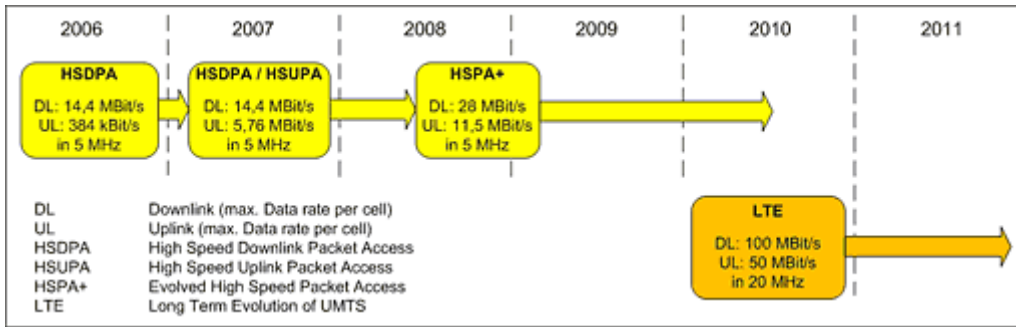 2006 2007 2008 2009 2010 2011
HSDPA
DL: 14,4 MBit/s
UL: 384 kBit/s
in 5 MHz
HSDPA / HSUPA
DL: 14,4 MBit/s
UL: 5,76 MBit/s
in 5 MHz
HSPA+
DL: 28 MBit/s
UL: 11,5 MBit/s
in 5 MHz
LTE
DL: 100 MBit/s
UL: 50 MBit/s
in 20 MHz
DL Downlink (max. Data rate per cell)
UL Uplink (max. Data rate per cell)
HSDPA High Speed Downlink Packet Access
HSUPA High Speed Uplink Packet Access
HSPA+ Evolved High Speed Packet Access
LTE Long Term Evolution of UMTS